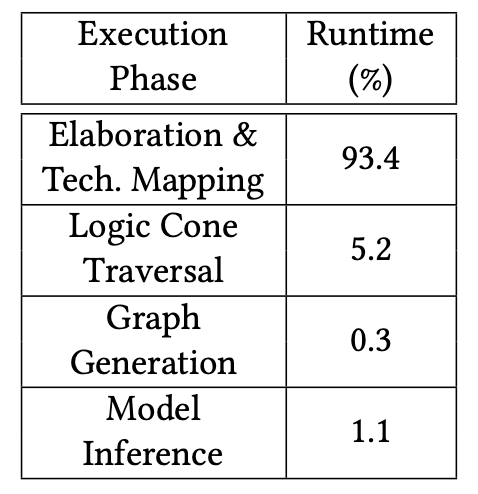 Execution Phase Runtime (%)
Elaboration & Tech. Mapping 93.4
Logic Cone Traversal 5.2
Graph Generation 0.3
Model Inference 1.1